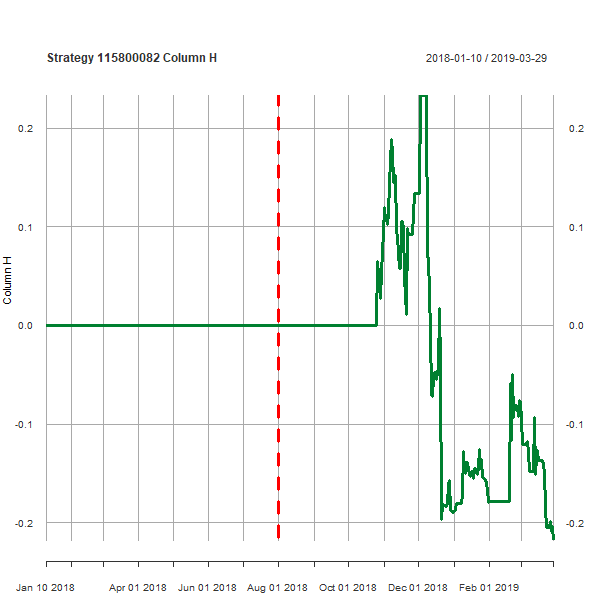 Strategy 115800082 Column H
2018-01-10 / 2019-03-29
0.2 0.2
0.1 0.1
Column H
0.0 0.0
-0.1 -0.1
-0.2 -0.2
Jan 10 2018 Apr 01 2018 Jun 01 2018 Aug 01 2018 Oct 01 2018 Dec 01 2018 Feb 01 2019